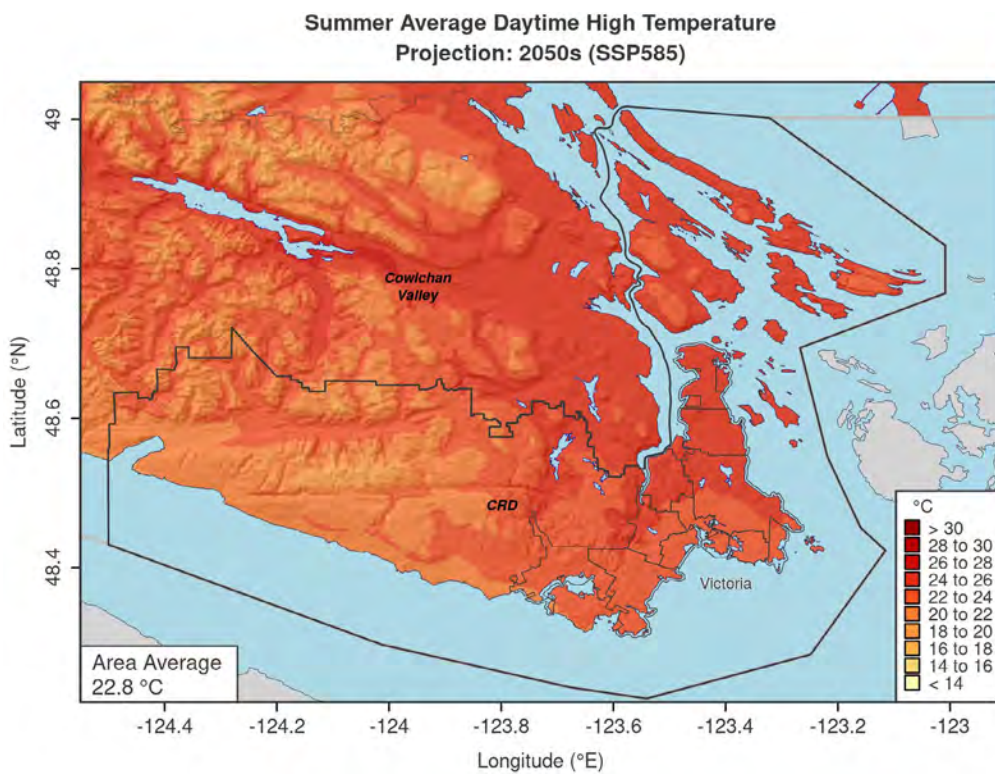 Summer Average Daytime High Temperature
Projection: 2050s (SSP585)
49
48.8
48.6
48.4
Latitude (°N)
Cowichan
Valley
CRD
Victoria
°C
> 30
28 to 30
26 to 28
24 to 26
22 to 24
20 to 22
18 to 20
16 to 18
14 to 16
< 14
Area Average
22.8 °C
-124.4
-124.2
-124
-123.8
-123.6
-123.4
-123.2
-123
Longitude (°E)